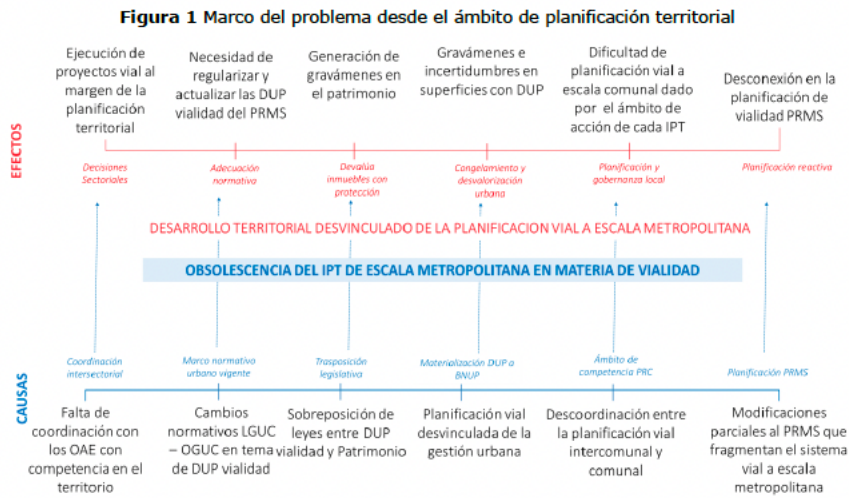 Figura 1 Marco del problema desde el ámbito de planificación territorial
Ejecución de
proyectos vial al
margen de la
planificación
territorial
Necesidad de
regularizar y
actualizar las DUP
vialidad del PRMS
Generación de
gravámenes en
el patrimonio
Gravámenes e
incertidumbres en
superficies con DUP
Dificultad de
planificación vial a
escala comunal dado
por el ámbito de
acción de cada IPT
Desconexión en la
planificación de
vialidad PRMS
EFECTOS
Decisiones
Sectoriales
Adecuación
normativa
Devalúa
inmuebles con
protección
Congelamiento y
desvalorización
urbana
Planificación y
gobernanza local
Planificación reactiva
DESARROLLO TERRITORIAL DESVINCULADO DE LA PLANIFICACION VIAL A ESCALA METROPOLITANA
OBSOLESCENCIA DEL IPT DE ESCALA METROPOLITANA EN MATERIA DE VIALIDAD
CAUSAS
Coordinación
intersectorial
Marco normativo
urbano vigente
Trasposición
legislativa
Materialización DUP a
BNUP
Ámbito de
competencia PRC
Planificación PRMS
Falta de
coordinación con
los OAE con
competencia en el
territorio
Cambios
normativos LGUC
– OGUC en tema
de DUP vialidad
Sobreposición de
leyes entre DUP
vialidad y Patrimonio
Planificación vial
desvinculada de la
gestión urbana
Descoordinación entre
la planificación vial
intercomunal y
comunal
Modificaciones
parciales al PRMS que
fragmentan el sistema
vial a escala
metropolitana